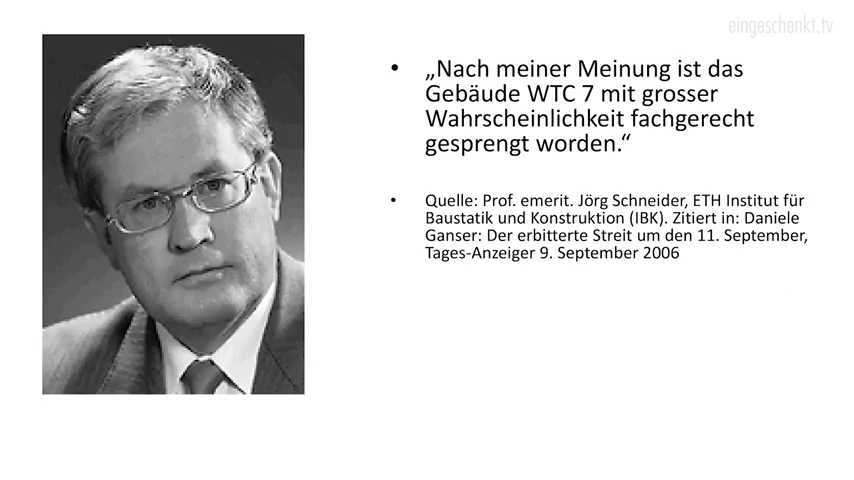 eingeschenkt.tv
• „Nach meiner Meinung ist das
Gebäude WTC 7 mit grosser
Wahrscheinlichkeit fachgerecht
gesprengt worden.“
• Quelle: Prof. emerit. Jörg Schneider, ETH Institut für
Baustatik und Konstruktion (IBK). Zitiert in: Daniele
Ganser: Der erbitterte Streit um den 11. September,
Tages-Anzeiger 9. September 2006